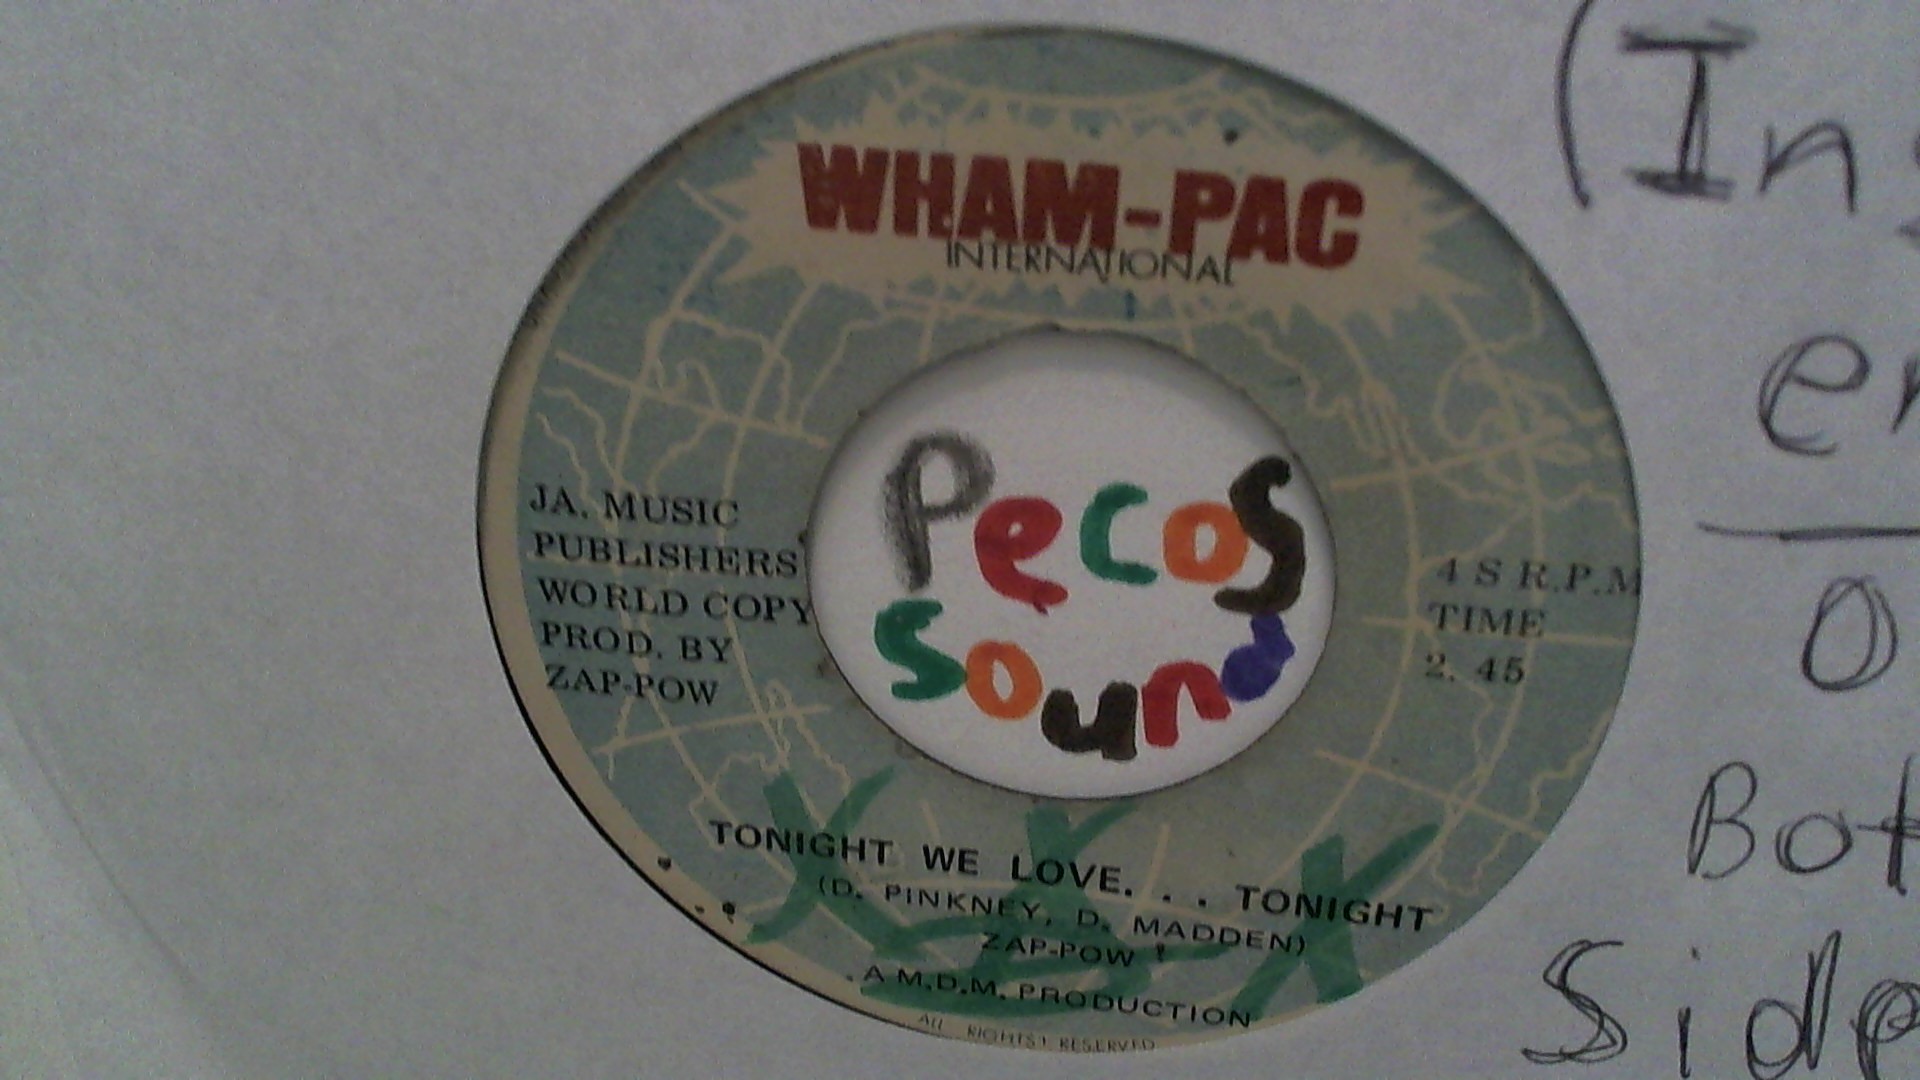 WHAM-PAC
INTERNATIONAL
JA. MUSIC
PUBLISHERS
WORLD COPY
PROD. BY
ZAP-POW
Pecos
Sound
4 S R.P.M
TIME
2. 45
TONIGHT WE LOVE. . . TONIGHT
(D. PINKNEY, D. MADDEN)
ZAP-POW
A M.D.M. PRODUCTION
ALL RIGHTS RESERVED
(Ing
er
O
Bot
Side